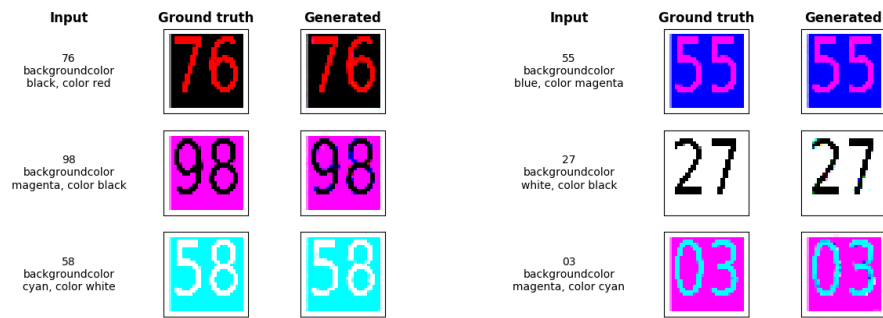 Input Ground truth Generated
76
backgroundcolor
black, color red
76 76
98
backgroundcolor
magenta, color black
98 98
58
backgroundcolor
cyan, color white
58 58
Input Ground truth Generated
55
backgroundcolor
blue, color magenta
55 55
27
backgroundcolor
white, color black
27 27
03
backgroundcolor
magenta, color cyan
03 03